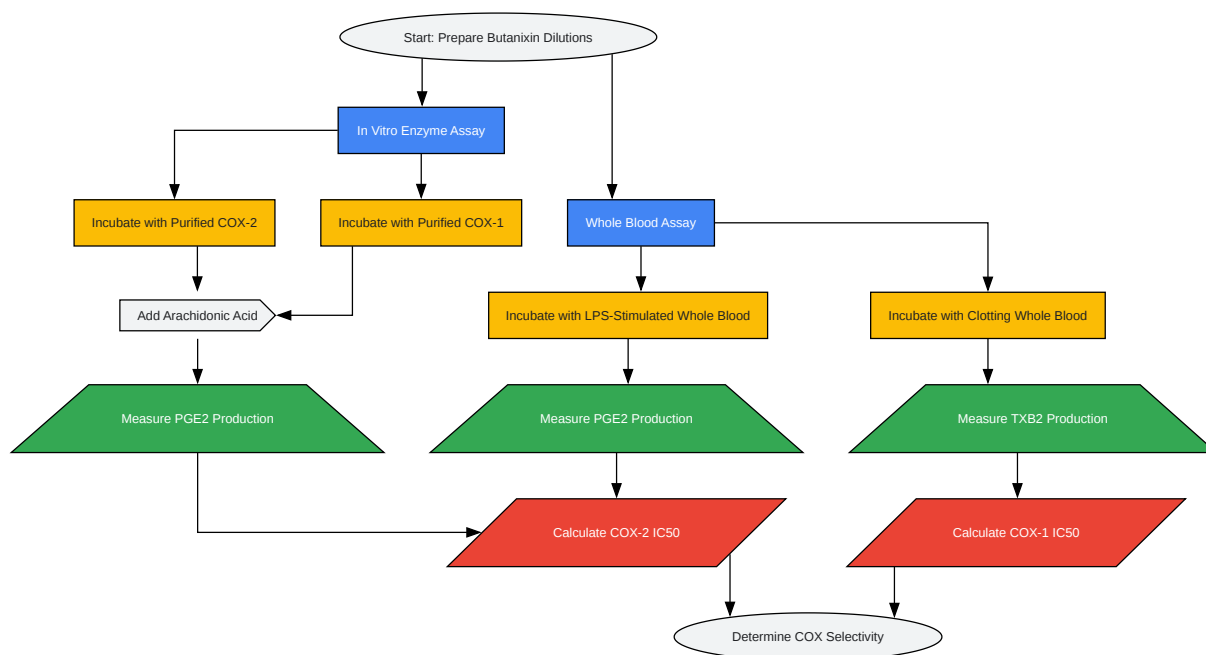 Start: Prepare Butanixin Dilutions
In Vitro Enzyme Assay
Incubate with Purified COX-2
Incubate with Purified COX-1
Whole Blood Assay
Add Arachidonic Acid
Incubate with LPS-Stimulated Whole Blood
Incubate with Clotting Whole Blood
Measure PGE2 Production
Measure PGE2 Production
Measure TXB2 Production
Calculate COX-2 IC50
Calculate COX-1 IC50
Determine COX Selectivity